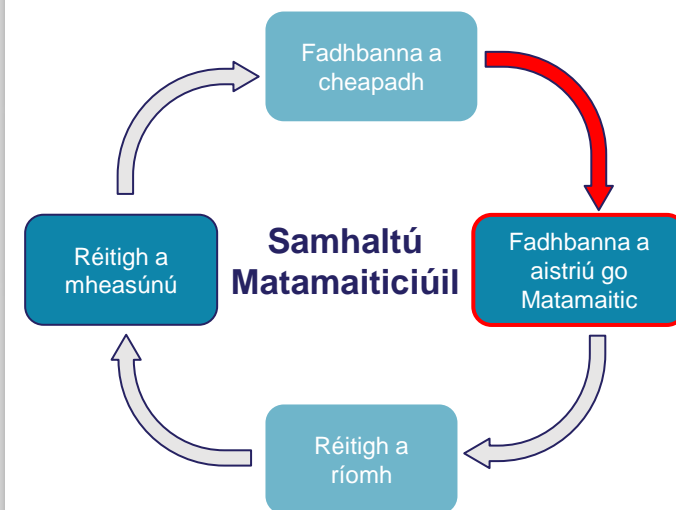 Fadhbanna a
cheapadh
Samhaltú
Matamaiticiúil
Fadhbanna a
aistriú go
Matamaitic
Réitigh a
mheasúnú
Réitigh a
ríomh